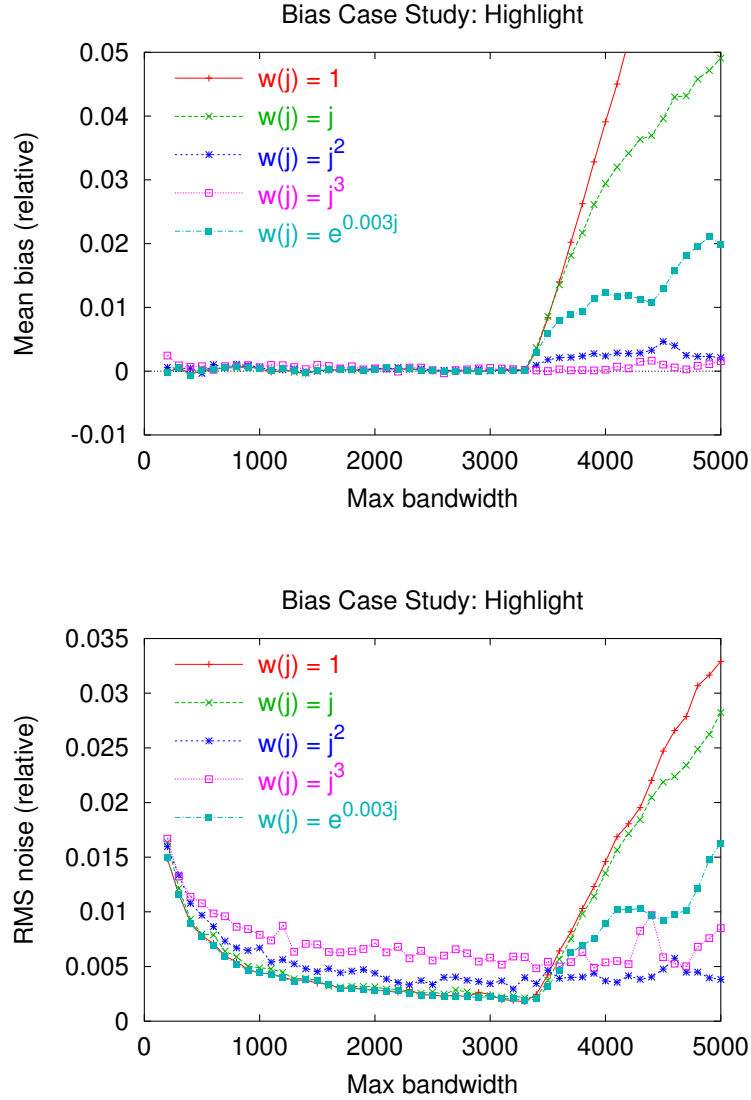 Bias Case Study: Highlight
0.05
0.04
0.03
0.02
0.01
0
-0.01
Mean bias (relative)
w(j) = 1
w(j) = j
w(j) = j²
w(j) = j³
w(j) = e^0.003j
0 1000 2000 3000 4000 5000
Max bandwidth
Bias Case Study: Highlight
0.035
0.03
0.025
0.02
0.015
0.01
0.005
0
RMS noise (relative)
w(j) = 1
w(j) = j
w(j) = j²
w(j) = j³
w(j) = e^0.003j
0 1000 2000 3000 4000 5000
Max bandwidth